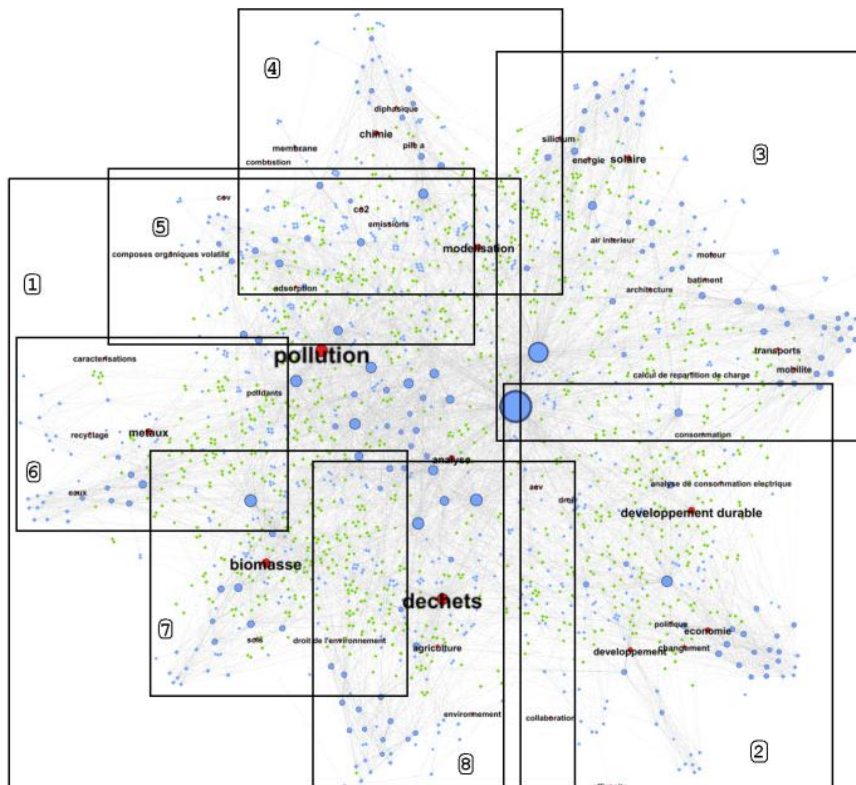 4
diphasique
chimie
pile a
membrane
combustion
silicium
energie
solaire
3
cov
5
co2
emissions
composes orgâniques volatils
modelisation
air interieur
moteur
batiment
architecture
1
adsorption
pollution
transports
mobilite
calcul de repartition de charge
caracterisations
polluants
recyclage
metaux
consommation
analyse
6
eaux
acv
droit
analyse de consommation electrique
developpement durable
biomasse
dechets
7
sols
droit de l'environnement
agriculture
politique
economie
developpement
changement
environnement
collaboration
8
2